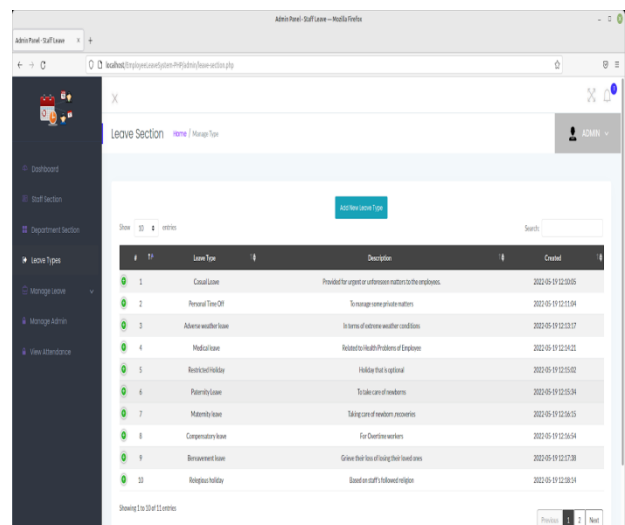 Admin Panel - Staff Leave — Mozilla Firefox
Admin Panel - Staff Leave × +
localhost/EmployeeLeaveSystem-PHP/admin/leave-section.php
0
Leave Section Home / Manage Type
ADMIN
Dashboard
Staff Section
Department Section
Leave Types
Manage Leave
Manage Admin
View Attendance
Add New Leave Type
Show 10 entries Search:
# Leave Type Description Created
1 Casual Leave Provided for urgent or unforeseen matters to the employees. 2022-05-19 12:10:05
2 Personal Time Off To manage some private matters 2022-05-19 12:11:04
3 Adverse weather leave In terms of extreme weather conditions 2022-05-19 12:13:17
4 Medical leave Related to Health Problems of Employee 2022-05-19 12:14:21
5 Restricted Holiday Holiday that is optional 2022-05-19 12:15:02
6 Paternity Leave To take care of newborns 2022-05-19 12:15:34
7 Maternity leave Taking care of newborn ,recoveries 2022-05-19 12:16:15
8 Compensatory leave For Overtime workers 2022-05-19 12:16:54
9 Bereavement leave Grieve their loss of losing their loved ones 2022-05-19 12:17:38
10 Relegious holiday Based on staff's followed religion 2022-05-19 12:18:14
Showing 1 to 10 of 11 entries
Previous 1 2 Next